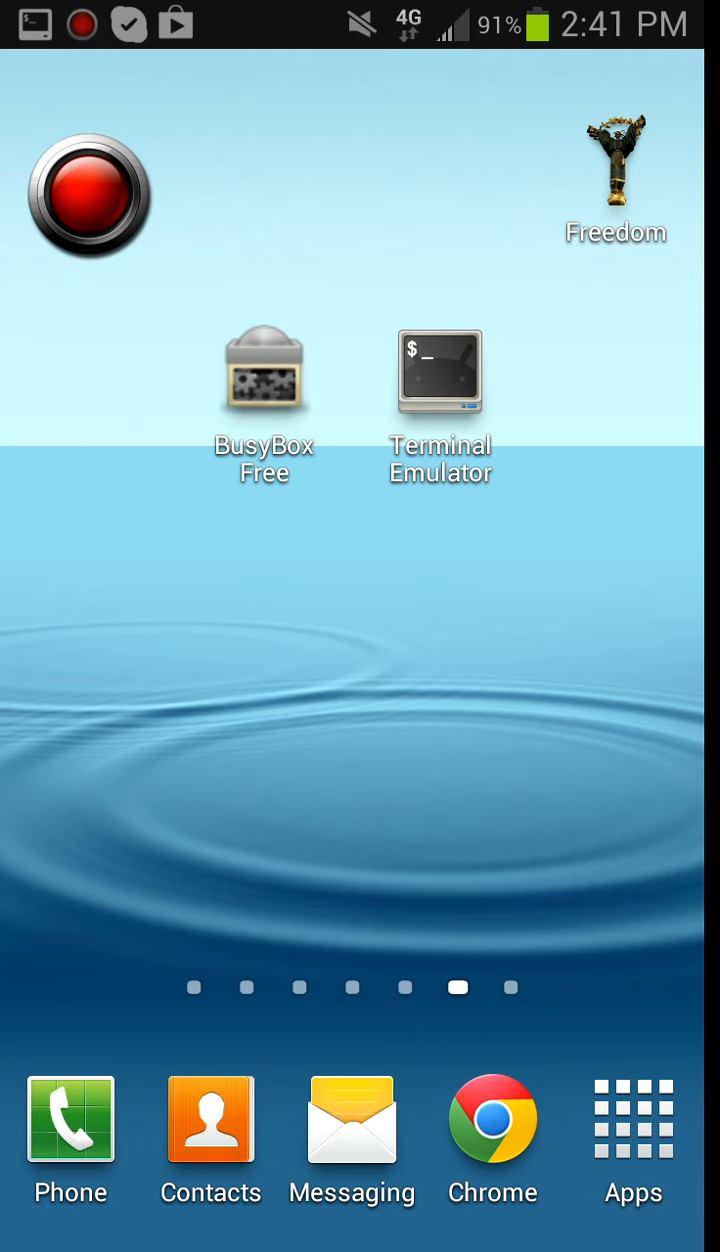 4G 91% 2:41 PM
Freedom
BusyBox
Free
$_
Terminal
Emulator
Phone Contacts Messaging Chrome Apps